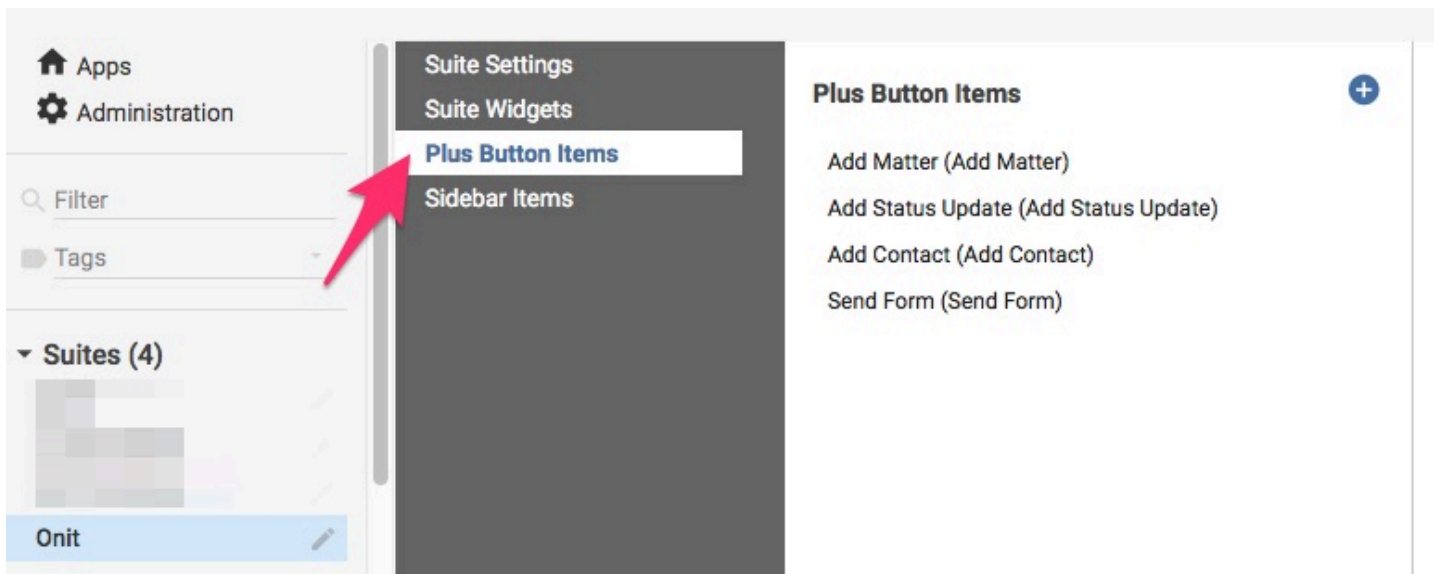 Apps
Administration
Filter
Tags
Suites (4)
Onit
Suite Settings
Suite Widgets
Plus Button Items
Sidebar Items
Plus Button Items
Add Matter (Add Matter)
Add Status Update (Add Status Update)
Add Contact (Add Contact)
Send Form (Send Form)